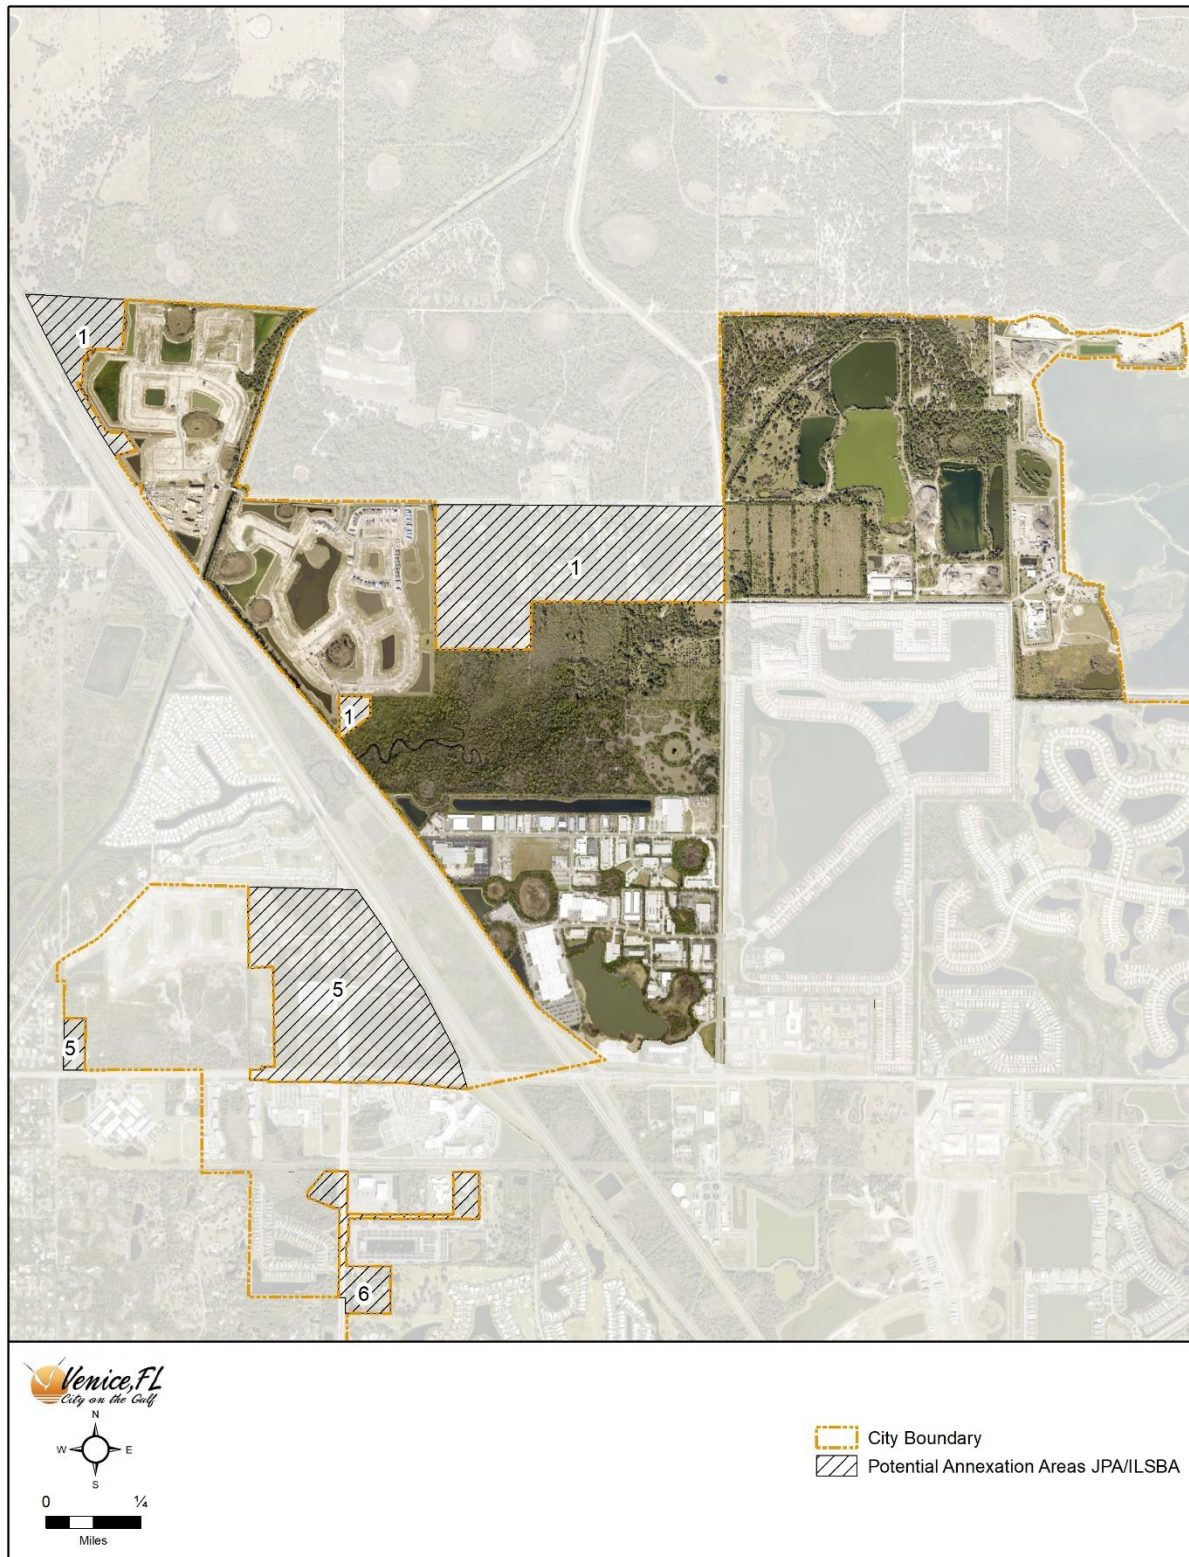 1
1
1
5
5
6
Venice, FL
City on the Gulf
N
W
E
S
0
¼
Miles
City Boundary
Potential Annexation Areas JPA/ILSBA